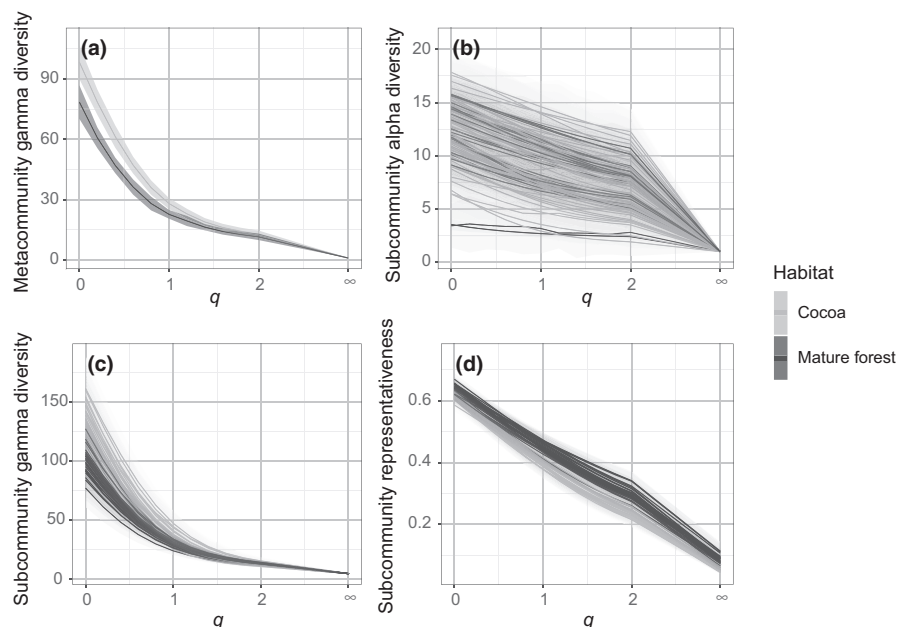 (a)
Metacommunity gamma diversity
90
60
30
0
0 1 2 ∞
q
(b)
Subcommunity alpha diversity
20
15
10
5
0
0 1 2 ∞
q
(c)
Subcommunity gamma diversity
150
100
50
0
0 1 2 ∞
q
(d)
Subcommunity representativeness
0.6
0.4
0.2
0 1 2 ∞
q
Habitat
Cocoa
Mature forest